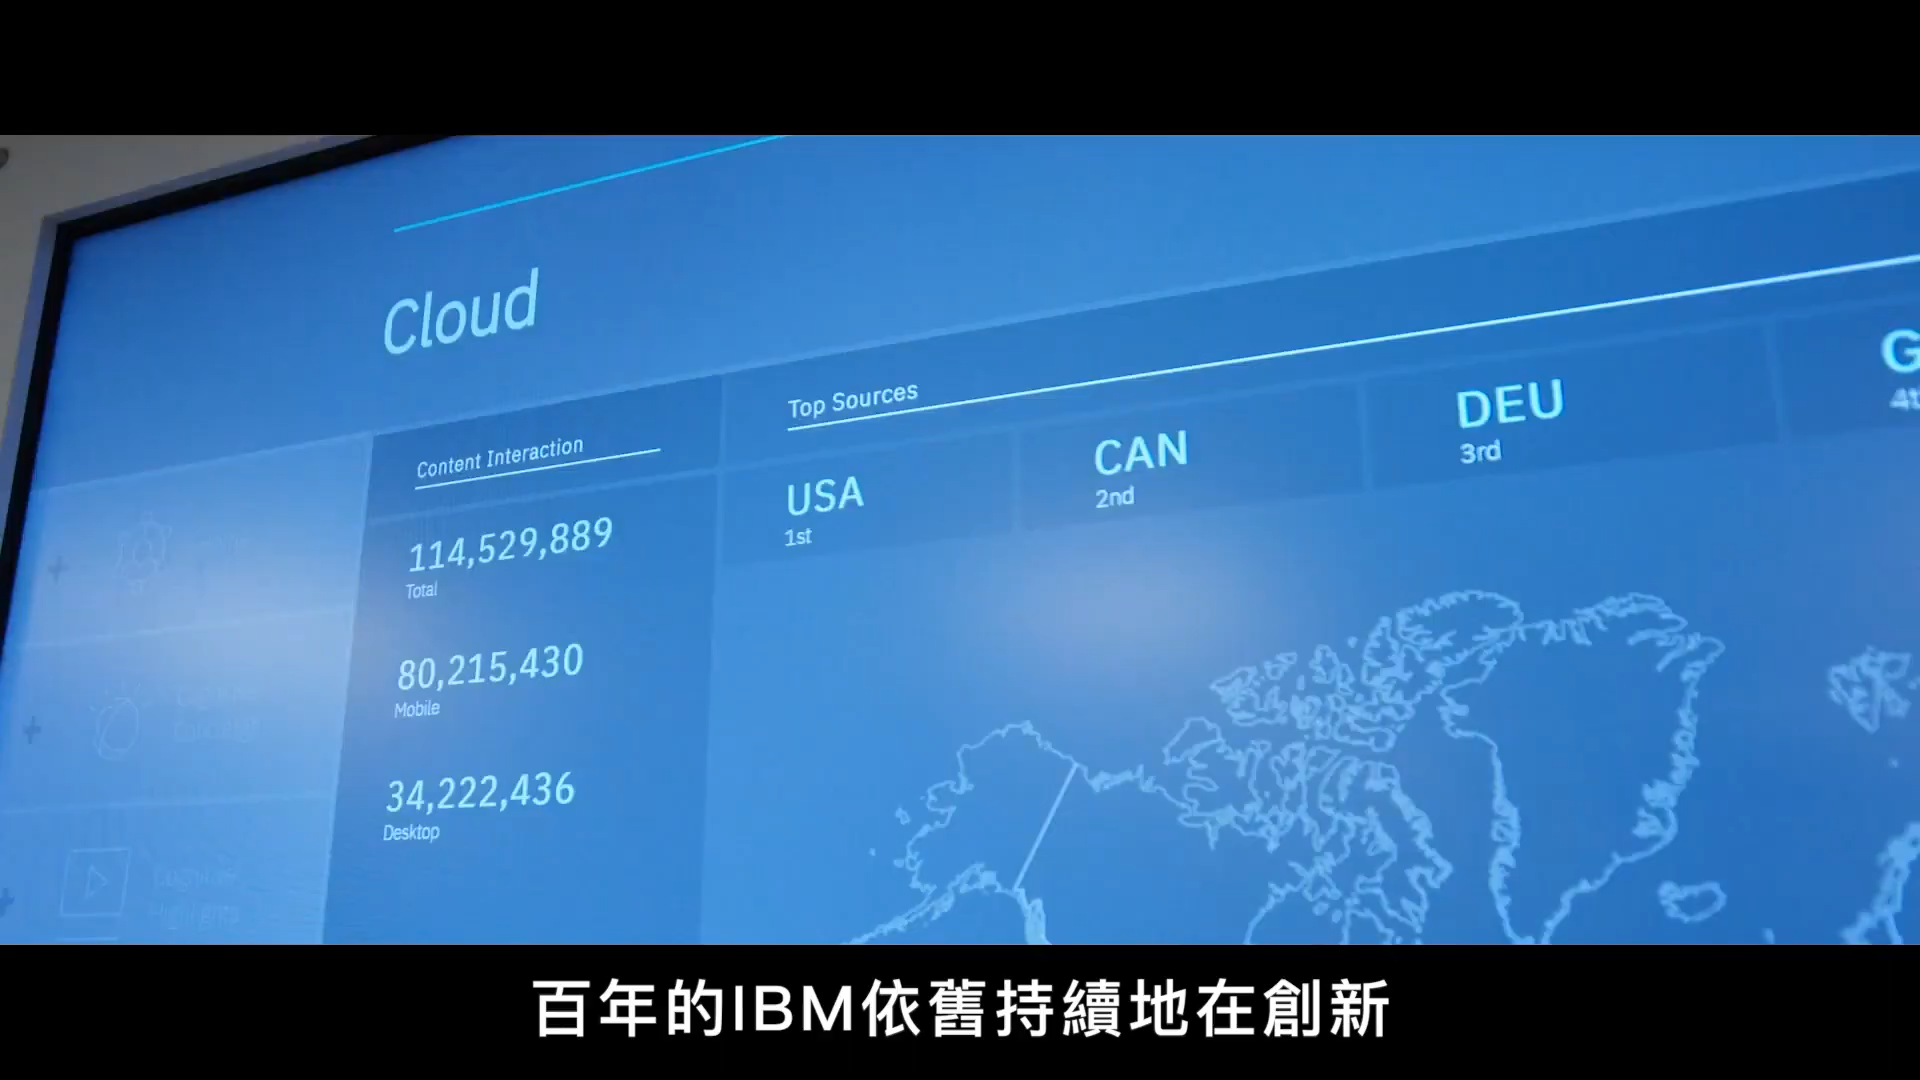 Cloud
Content Interaction
114,529,889
Total
80,215,430
Mobile
34,222,436
Desktop
Top Sources
USA
1st
CAN
2nd
DEU
3rd
百年的IBM依舊持續地在創新